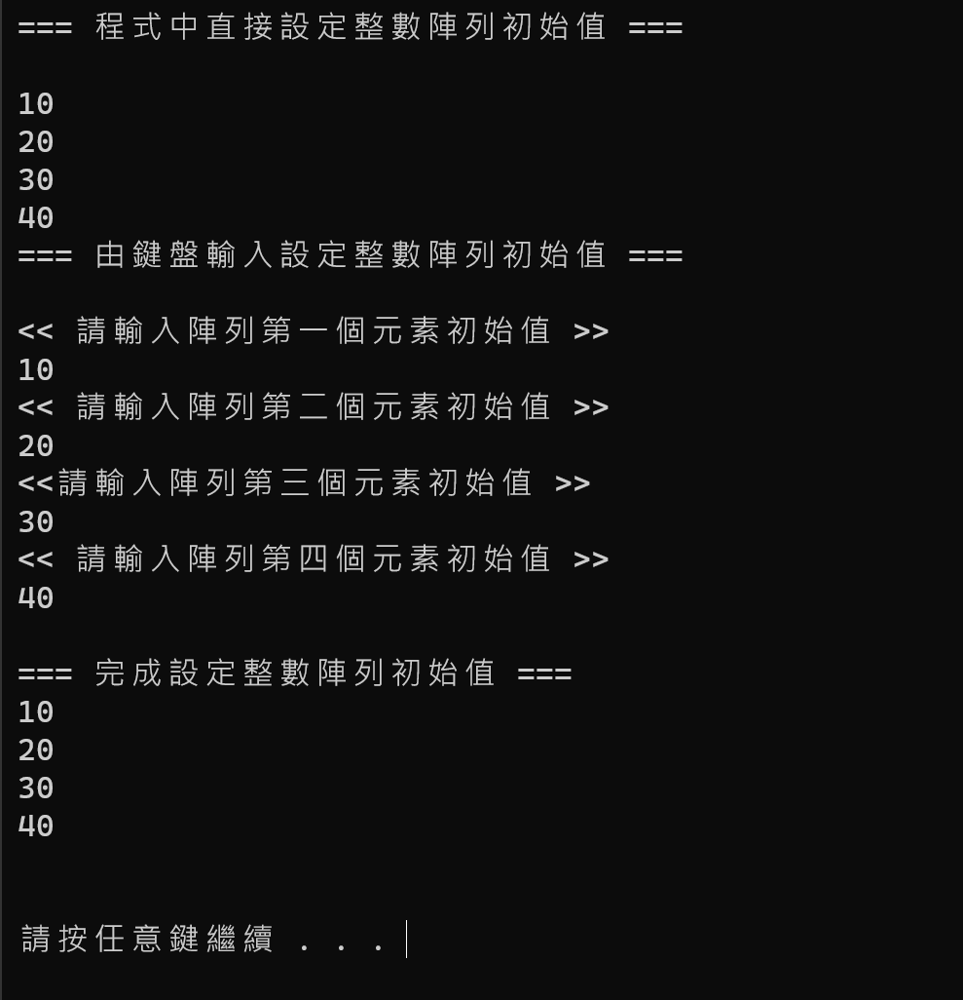 === 程式中直接設定整數陣列初始值 ===
10
20
30
40
=== 由鍵盤輸入設定整數陣列初始值 ===
<< 請輸入陣列第一個元素初始值 >>
10
<< 請輸入陣列第二個元素初始值 >>
20
<<請輸入陣列第三個元素初始值 >>
30
<< 請輸入陣列第四個元素初始值 >>
40
=== 完成設定整數陣列初始值 ===
10
20
30
40
請按任意鍵繼續 . . .